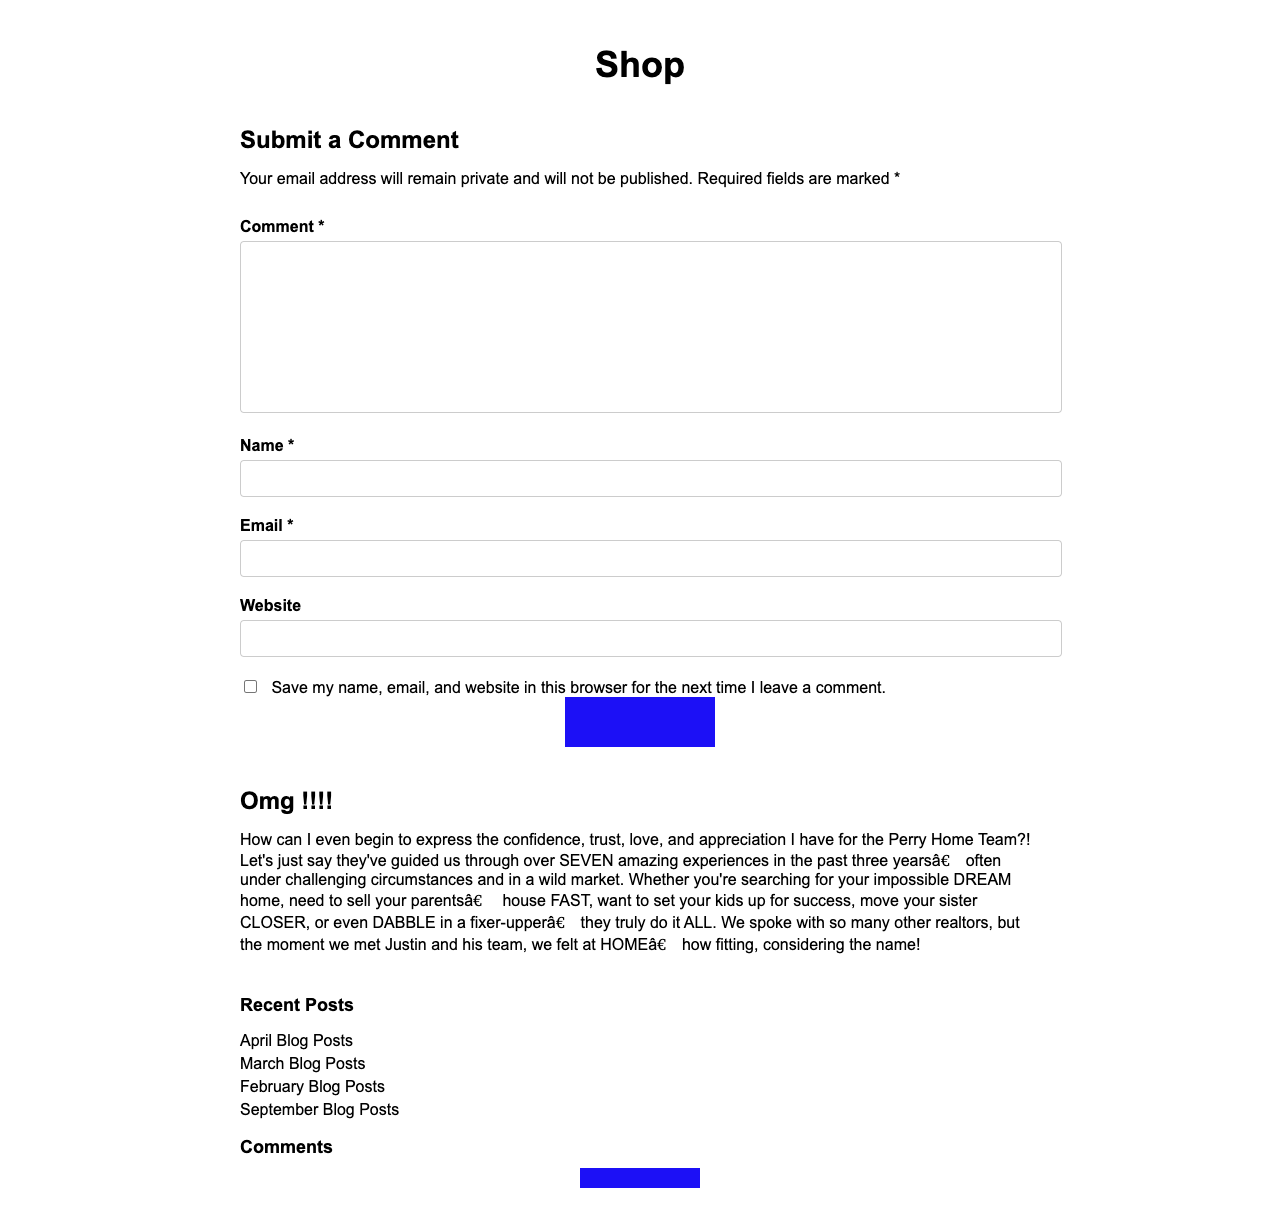 Shop
Submit a Comment
Your email address will remain private and will not be published. Required fields are marked *
Comment *
Name *
Email *
Website
Save my name, email, and website in this browser for the next time I leave a comment.
Omg !!!!
How can I even begin to express the confidence, trust, love, and appreciation I have for the Perry Home Team?!
Let's just say they've guided us through over SEVEN amazing experiences in the past three yearsâ€ often
under challenging circumstances and in a wild market. Whether you're searching for your impossible DREAM
home, need to sell your parentsâ€ house FAST, want to set your kids up for success, move your sister
CLOSER, or even DABBLE in a fixer-upperâ€ they truly do it ALL. We spoke with so many other realtors, but
the moment we met Justin and his team, we felt at HOMEâ€ how fitting, considering the name!
Recent Posts
April Blog Posts
March Blog Posts
February Blog Posts
September Blog Posts
Comments